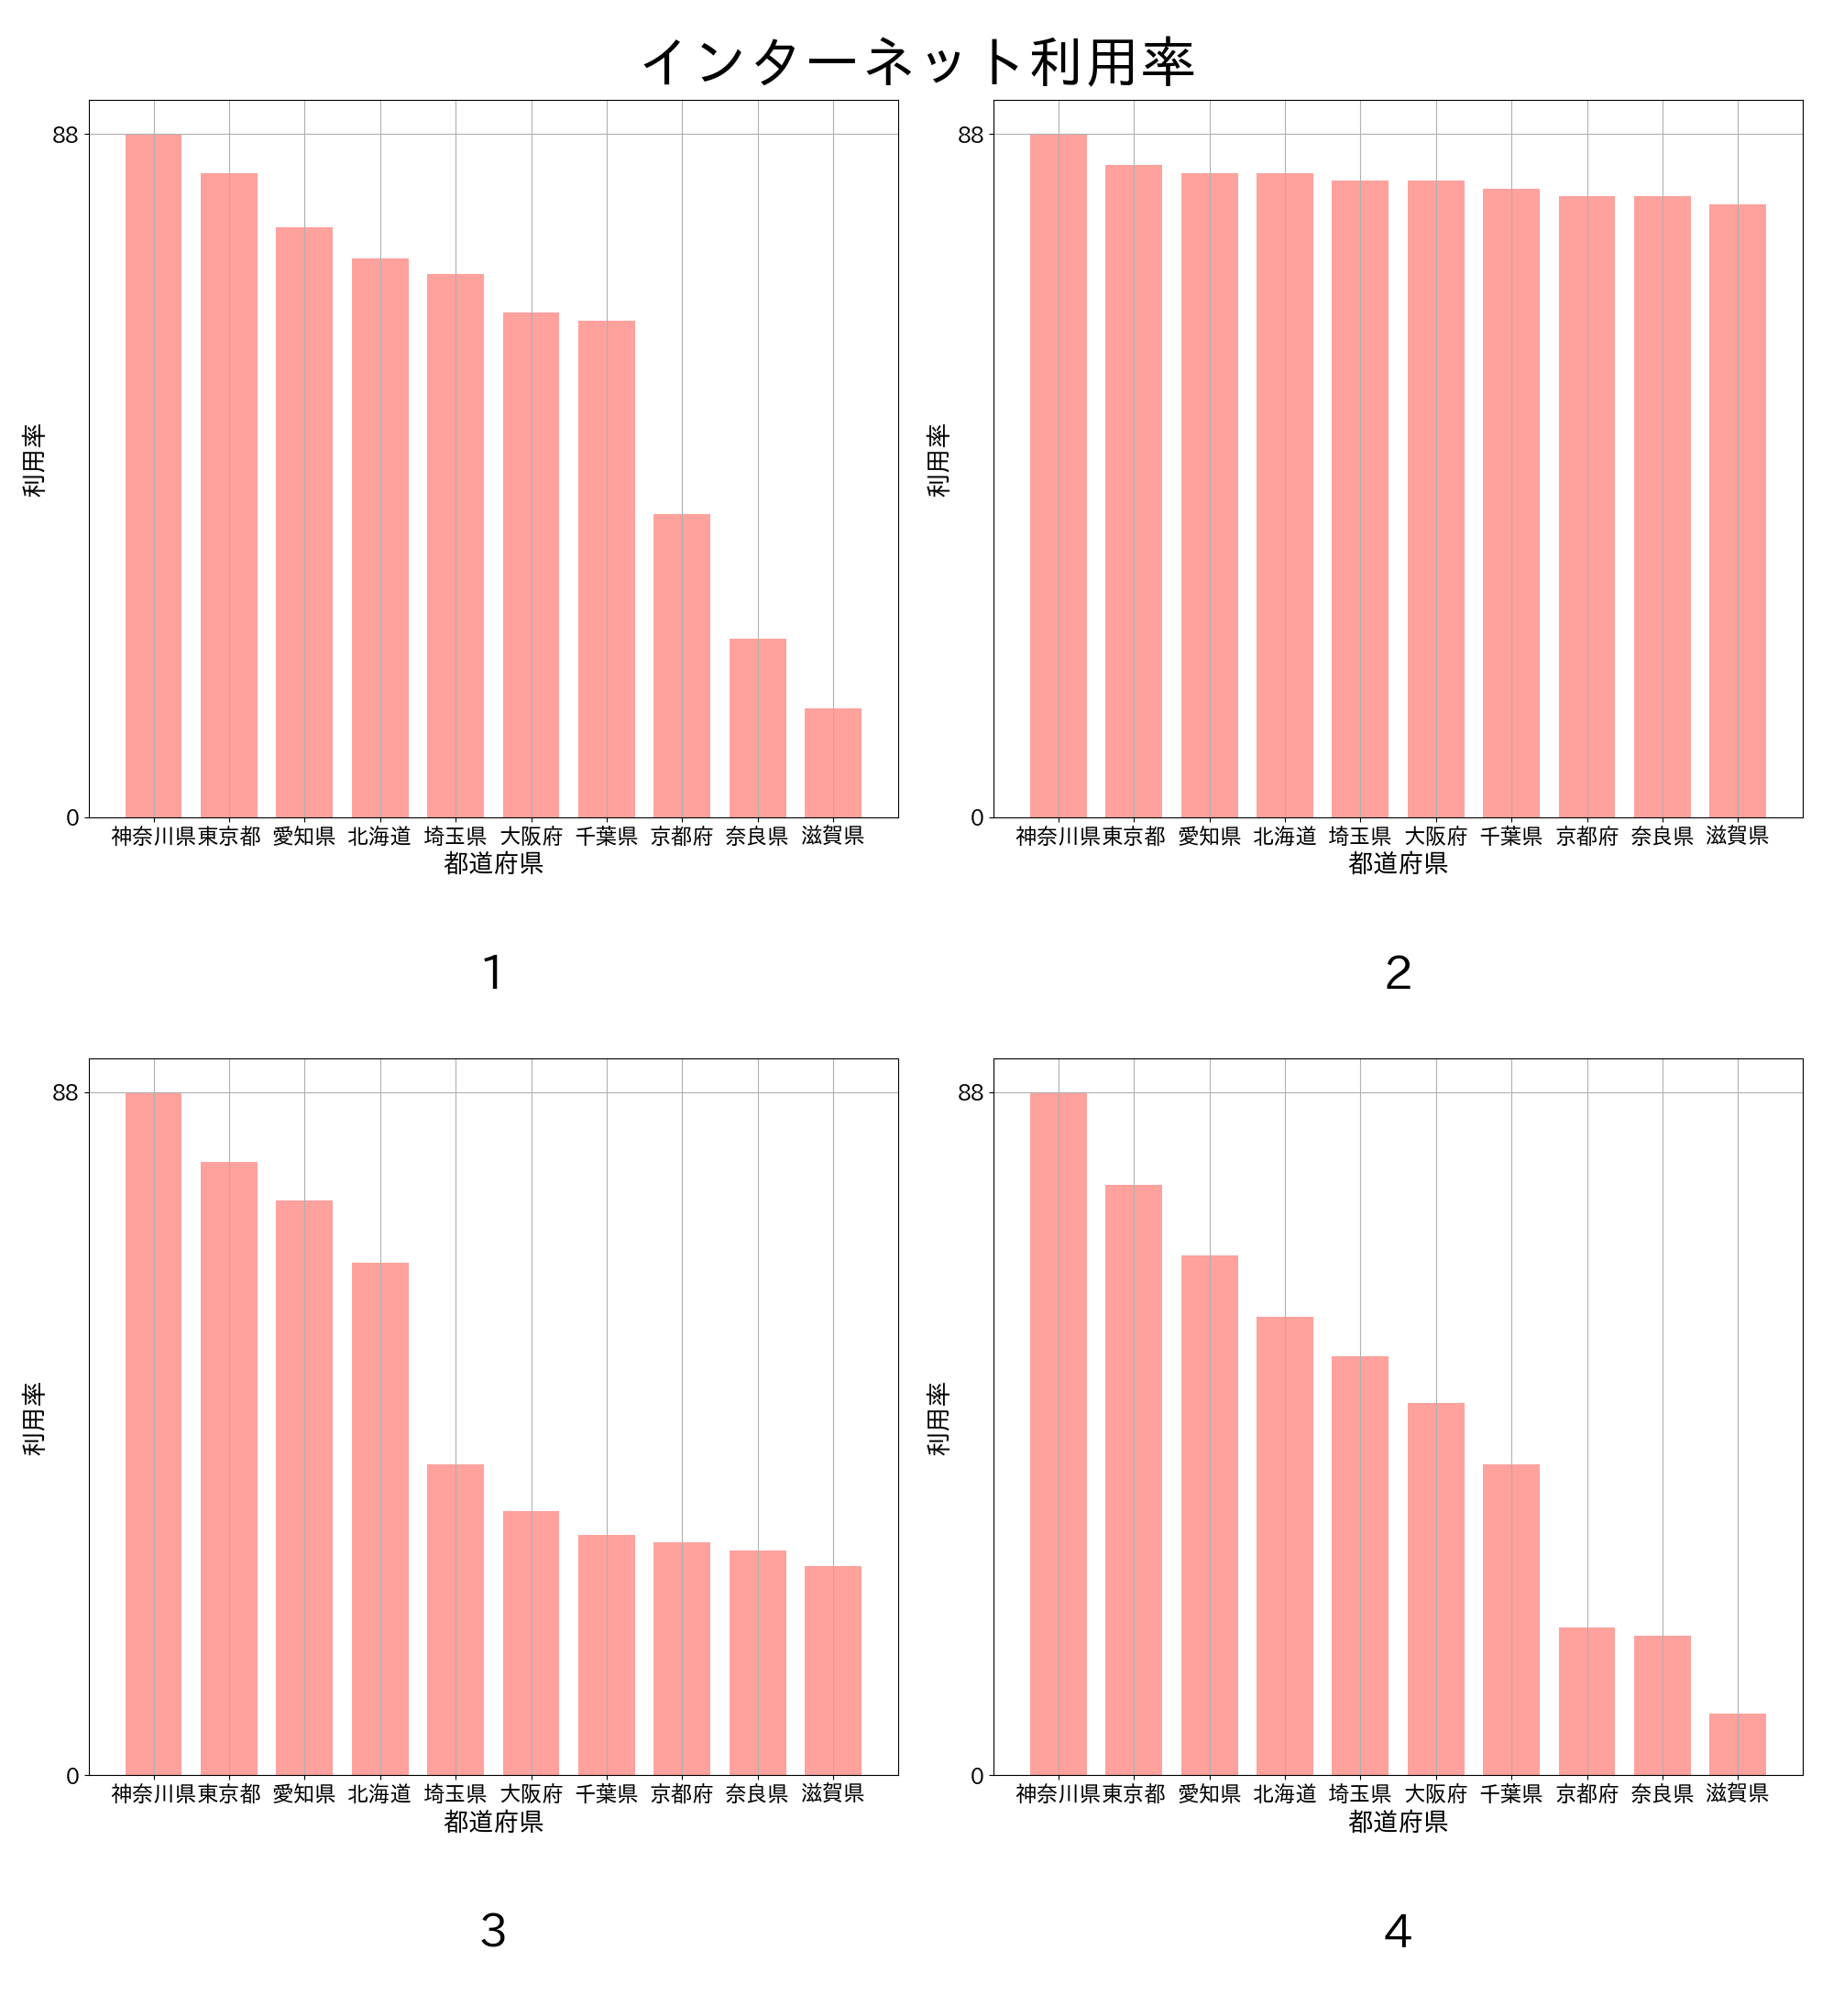 インターネット利用率
88
0
利用率
神奈川県 東京都 愛知県 北海道 埼玉県 大阪府 千葉県 京都府 奈良県 滋賀県
都道府県
1
88
0
利用率
神奈川県 東京都 愛知県 北海道 埼玉県 大阪府 千葉県 京都府 奈良県 滋賀県
都道府県
2
88
0
利用率
神奈川県 東京都 愛知県 北海道 埼玉県 大阪府 千葉県 京都府 奈良県 滋賀県
都道府県
3
88
0
利用率
神奈川県 東京都 愛知県 北海道 埼玉県 大阪府 千葉県 京都府 奈良県 滋賀県
都道府県
4